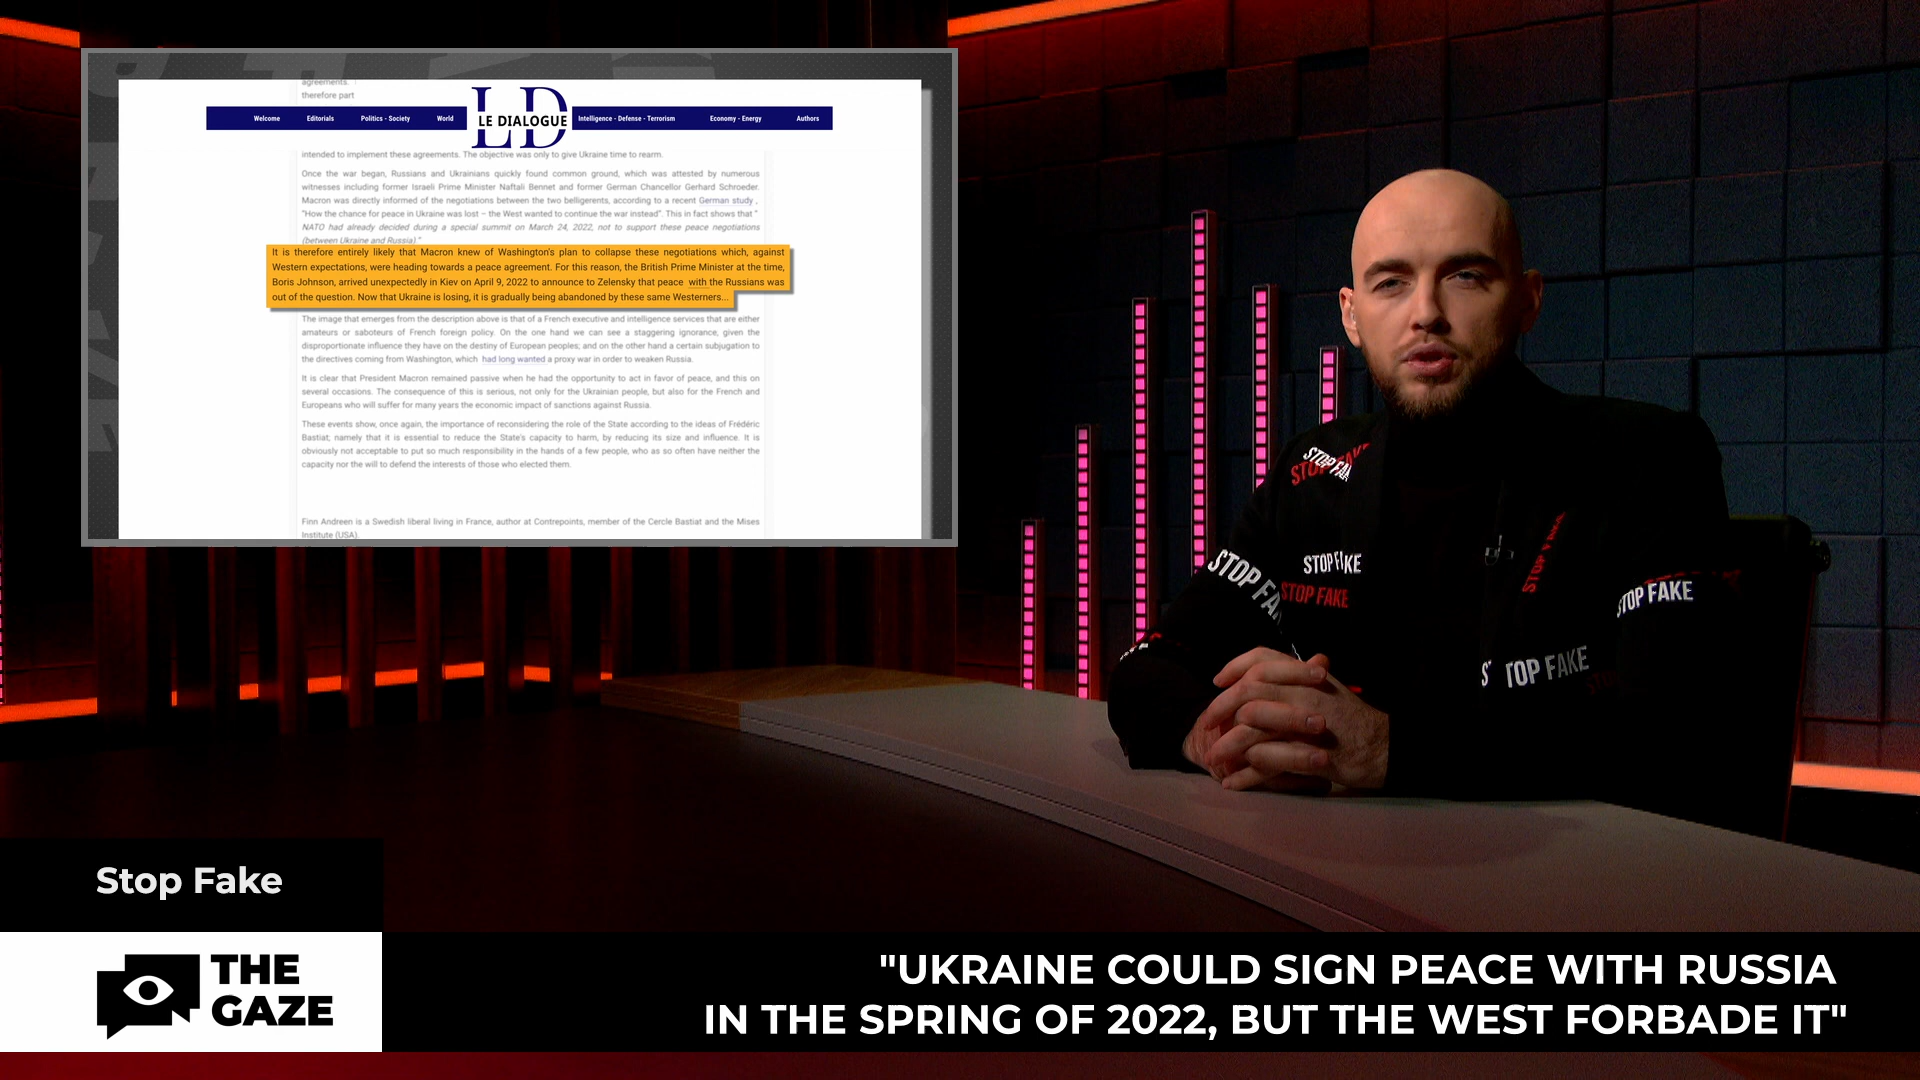 agreements.
therefore part
Welcome Editorials Politics - Society World
LD
LE DIALOGUE
Intelligence - Defense - Terrorism Economy - Energy Authors
intended to implement these agreements. The objective was only to give Ukraine time to rearm.
Once the war began, Russians and Ukrainians quickly found common ground, which was attested by numerous
witnesses including former Israeli Prime Minister Naftali Bennet and former German Chancellor Gerhard Schroeder.
Macron was directly informed of the negotiations between the two belligerents, according to a recent German study ,
"How the chance for peace in Ukraine was lost – the West wanted to continue the war instead". This in fact shows that "
NATO had already decided during a special summit on March 24, 2022, not to support these peace negotiations
(between Ukraine and Russia)."
It is therefore entirely likely that Macron knew of Washington's plan to collapse these negotiations which, against
Western expectations, were heading towards a peace agreement. For this reason, the British Prime Minister at the time,
Boris Johnson, arrived unexpectedly in Kiev on April 9, 2022 to announce to Zelensky that peace with the Russians was
out of the question. Now that Ukraine is losing, it is gradually being abandoned by these same Westerners...
The image that emerges from the description above is that of a French executive and intelligence services that are either
amateurs or saboteurs of French foreign policy. On the one hand we can see a staggering ignorance, given the
disproportionate influence they have on the destiny of European peoples; and on the other hand a certain subjugation to
the directives coming from Washington, which had long wanted a proxy war in order to weaken Russia.
It is clear that President Macron remained passive when he had the opportunity to act in favor of peace, and this on
several occasions. The consequence of this is serious, not only for the Ukrainian people, but also for the French and
Europeans who will suffer for many years the economic impact of sanctions against Russia.
These events show, once again, the importance of reconsidering the role of the State according to the ideas of Frédéric
Bastiat; namely that it is essential to reduce the State's capacity to harm, by reducing its size and influence. It is
obviously not acceptable to put so much responsibility in the hands of a few people, who as so often have neither the
capacity nor the will to defend the interests of those who elected them.
Finn Andreen is a Swedish liberal living in France, author at Contrepoints, member of the Cercle Bastiat and the Mises
Institute (USA).
STOP FAKE
STOP FAKE
STOP FAKE
STOP FAKE
STOP FAKE
STOP FAKE
Stop Fake
THE
GAZE
"UKRAINE COULD SIGN PEACE WITH RUSSIA
IN THE SPRING OF 2022, BUT THE WEST FORBADE IT"